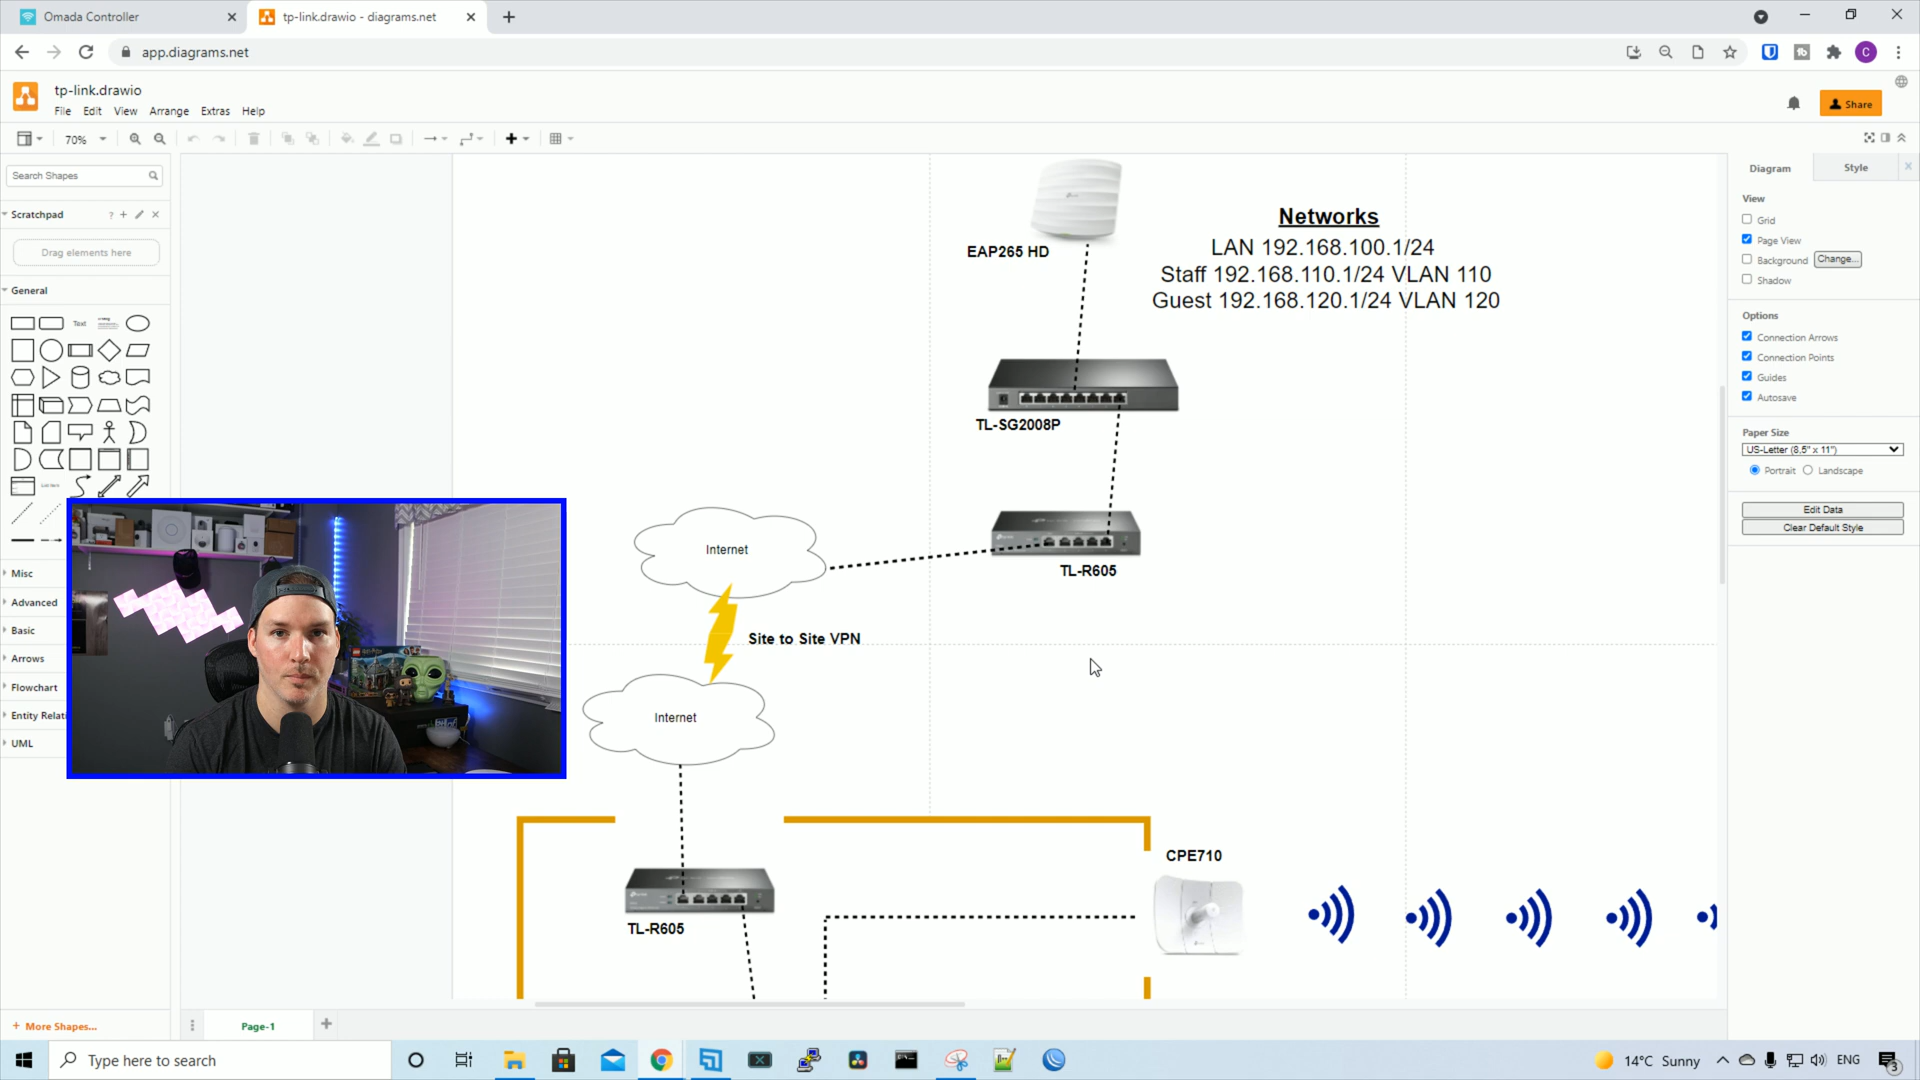 Omada Controller
tp-link.drawio - diagrams.net
app.diagrams.net
C
tp-link.drawio
File Edit View Arrange Extras Help
Share
70%
Search Shapes
Scratchpad
?
Drag elements here
General
Text
Misc
Advanced
Basic
Arrows
Flowchart
Entity Relati
UML
+ More Shapes...
EAP265 HD
Networks
LAN 192.168.100.1/24
Staff 192.168.110.1/24 VLAN 110
Guest 192.168.120.1/24 VLAN 120
TL-SG2008P
Internet
TL-R605
Site to Site VPN
Internet
CPE710
TL-R605
Diagram
Style
View
Grid
Page View
Background
Change...
Shadow
Options
Connection Arrows
Connection Points
Guides
Autosave
Paper Size
US-Letter (8,5" x 11")
Portrait
Landscape
Edit Data
Clear Default Style
Page-1
Type here to search
14°C Sunny
ENG
3